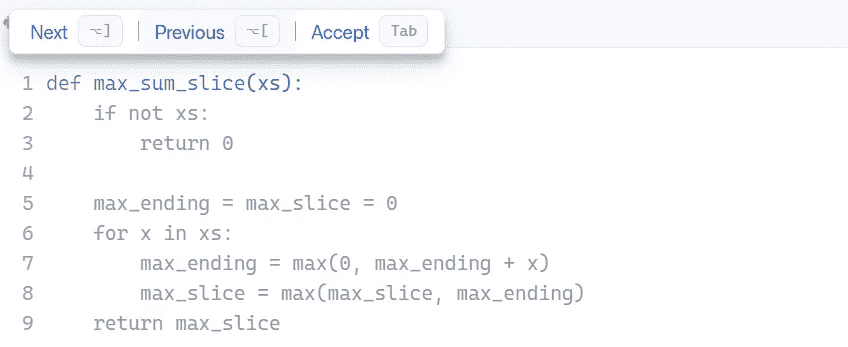 Next ⌥] Previous ⌥[ Accept Tab
1 def max_sum_slice(xs):
2     if not xs:
3         return 0
4
5     max_ending = max_slice = 0
6     for x in xs:
7         max_ending = max(0, max_ending + x)
8         max_slice = max(max_slice, max_ending)
9     return max_slice